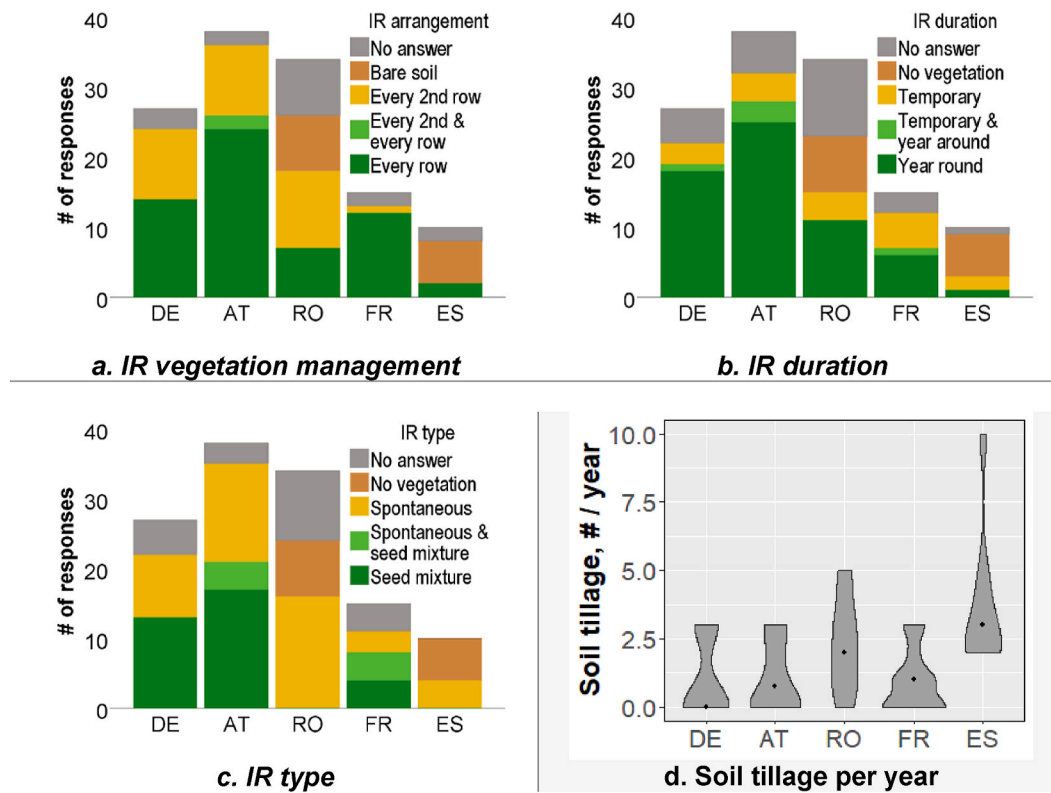 40
30
20
10
0
# of responses
IR arrangement
No answer
Bare soil
Every 2nd row
Every 2nd &
every row
Every row
DE AT RO FR ES
a. IR vegetation management
40
30
20
10
0
# of responses
IR duration
No answer
No vegetation
Temporary
Temporary &
year around
Year round
DE AT RO FR ES
b. IR duration
40
30
20
10
0
# of responses
IR type
No answer
No vegetation
Spontaneous
Spontaneous &
seed mixture
Seed mixture
DE AT RO FR ES
c. IR type
10.0
7.5
5.0
2.5
0.0
Soil tillage, # / year
DE AT RO FR ES
d. Soil tillage per year